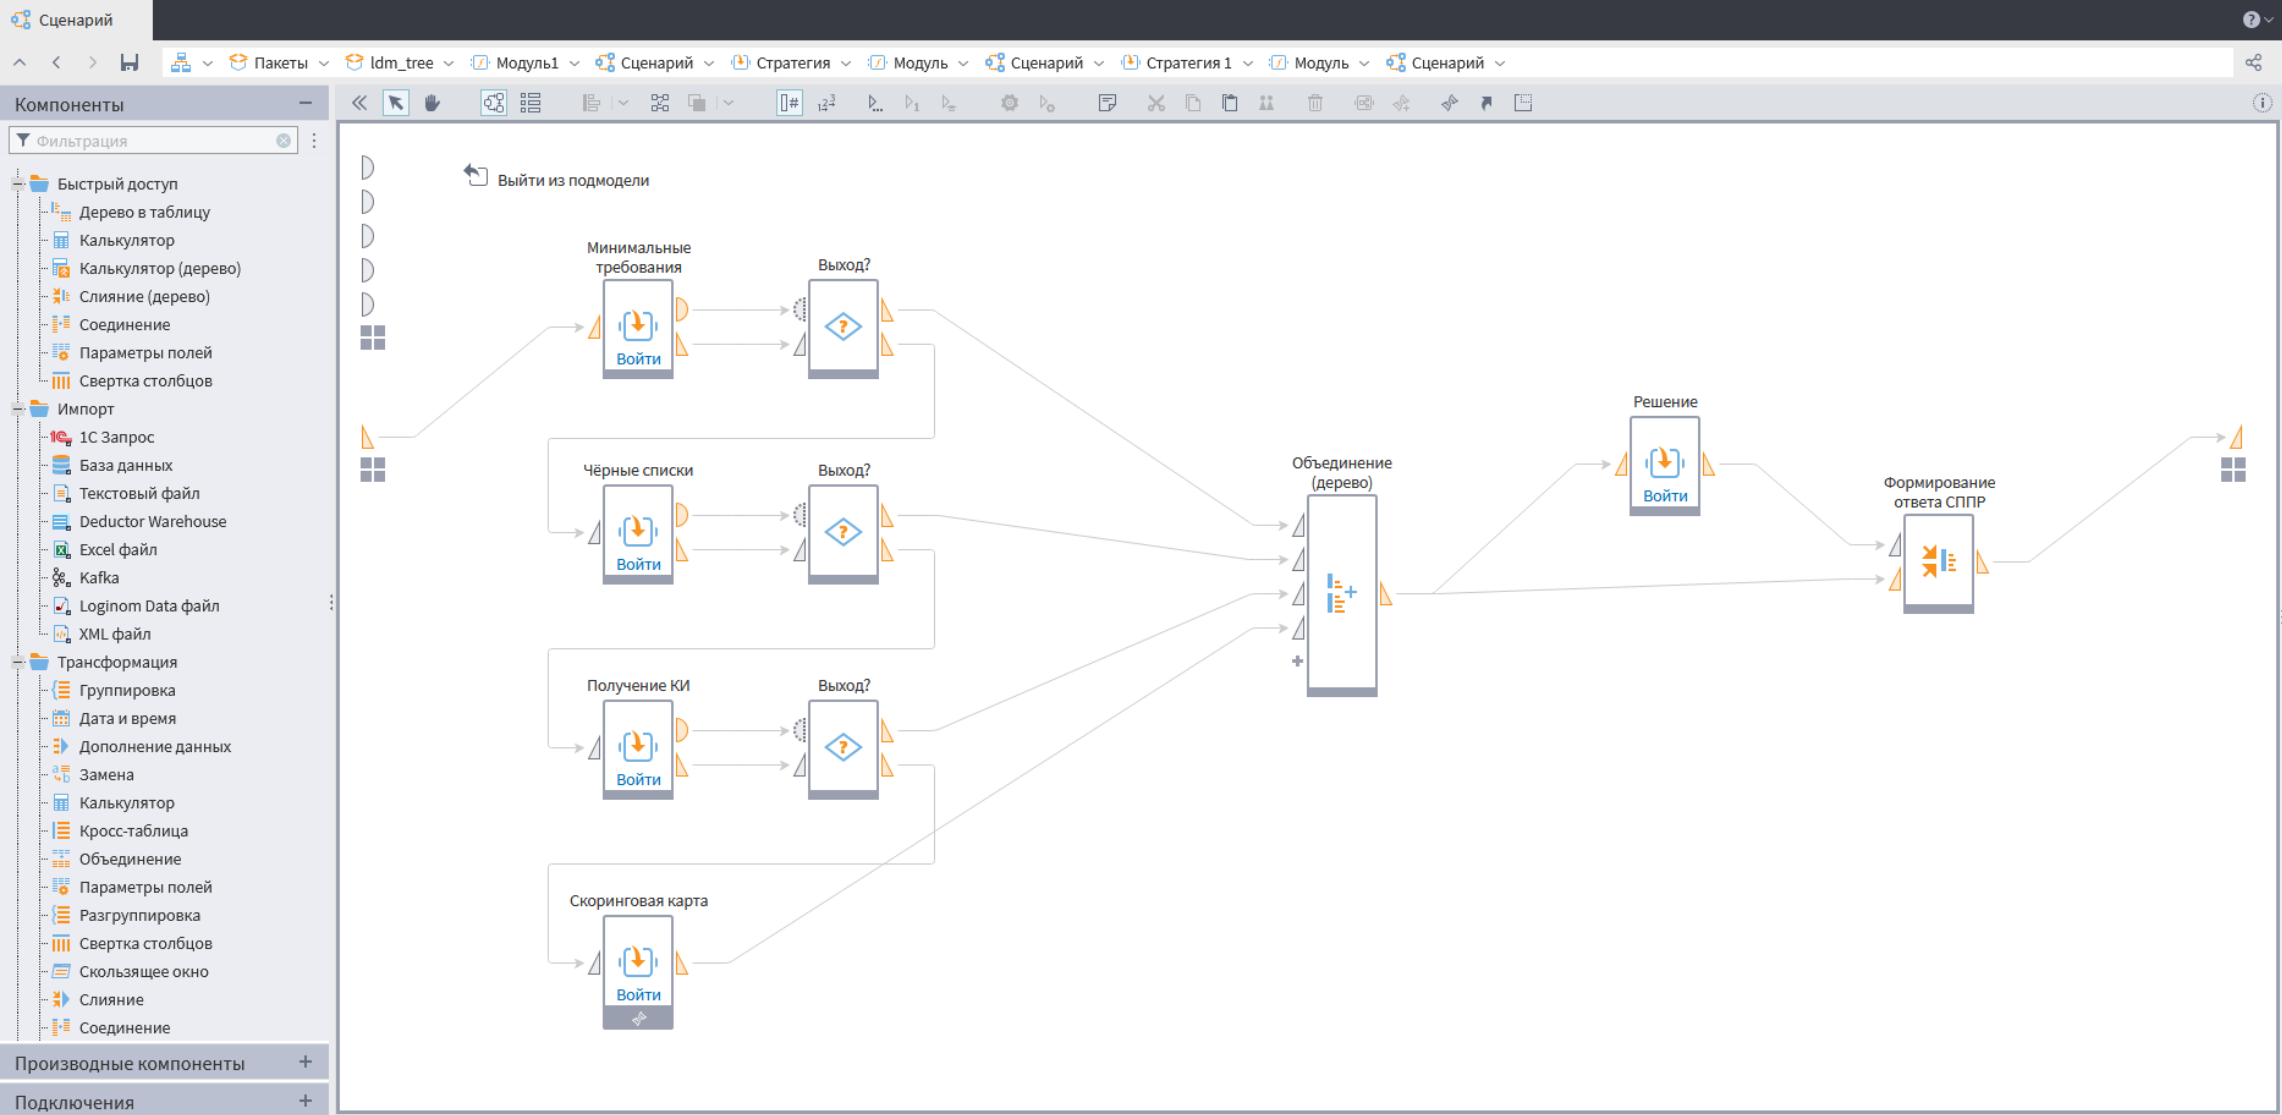 Сценарий
Пакеты
ldm_tree
Модуль1
Сценарий
Стратегия
Модуль
Сценарий
Стратегия 1
Модуль
Сценарий
Компоненты
Фильтрация
Быстрый доступ
Дерево в таблицу
Калькулятор
Калькулятор (дерево)
Слияние (дерево)
Соединение
Параметры полей
Свертка столбцов
Импорт
1С Запрос
База данных
Текстовый файл
Deductor Warehouse
Excel файл
Kafka
Loginom Data файл
XML файл
Трансформация
Группировка
Дата и время
Дополнение данных
Замена
Калькулятор
Кросс-таблица
Объединение
Параметры полей
Разгруппировка
Свертка столбцов
Скользящее окно
Слияние
Соединение
Производные компоненты
Подключения
Выйти из подмодели
Минимальные
требования
Войти
Выход?
Чёрные списки
Войти
Выход?
Получение КИ
Войти
Выход?
Скоринговая карта
Войти
Объединение
(дерево)
Решение
Войти
Формирование
ответа СППР